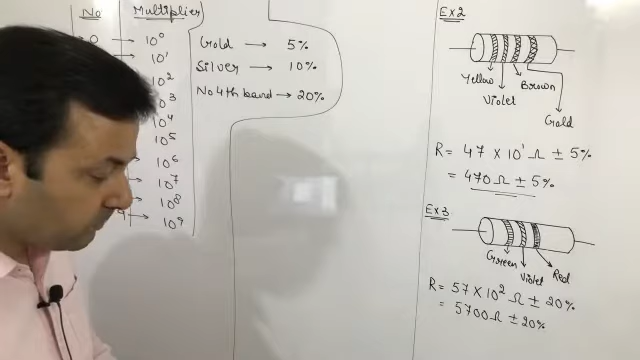 No Multiplier
0 → 10⁰
10¹
10²
10³
10⁴
10⁵
10⁶
10⁷
10⁸
9 → 10⁹
Gold → 5%
Silver → 10%
No 4th band → 20%
Ex2
Yellow
Violet
Brown
Gold
R = 47 × 10¹ Ω ± 5%
= 470 Ω ± 5%
Ex3
Green
Violet
Red
R = 57 × 10² Ω ± 20%
= 5700 Ω ± 20%